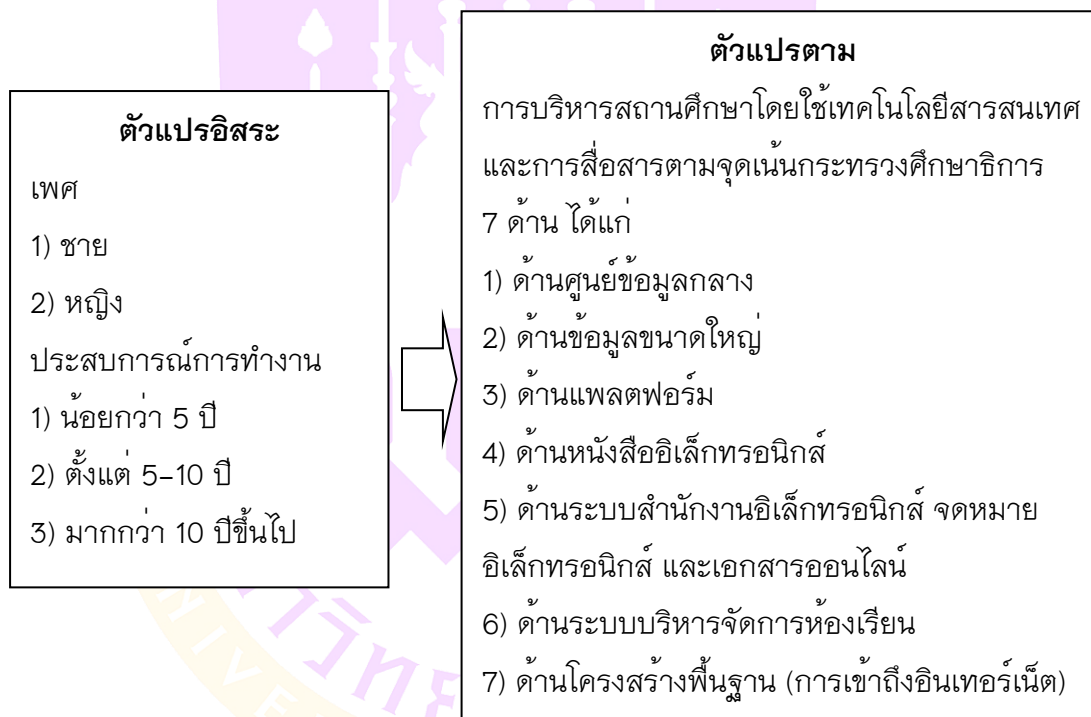 ตัวแปรอิสระ
เพศ
1) ชาย
2) หญิง
ประสบการณ์การทำงาน
1) น้อยกว่า 5 ปี
2) ตั้งแต่ 5–10 ปี
3) มากกว่า 10 ปีขึ้นไป
ตัวแปรตาม
การบริหารสถานศึกษาโดยใช้เทคโนโลยีสารสนเทศ
และการสื่อสารตามจุดเน้นกระทรวงศึกษาธิการ
7 ด้าน ได้แก่
1) ด้านศูนย์ข้อมูลกลาง
2) ด้านข้อมูลขนาดใหญ่
3) ด้านแพลตฟอร์ม
4) ด้านหนังสืออิเล็กทรอนิกส์
5) ด้านระบบสำนักงานอิเล็กทรอนิกส์ จดหมาย
อิเล็กทรอนิกส์ และเอกสารออนไลน์
6) ด้านระบบบริหารจัดการห้องเรียน
7) ด้านโครงสร้างพื้นฐาน (การเข้าถึงอินเทอร์เน็ต)